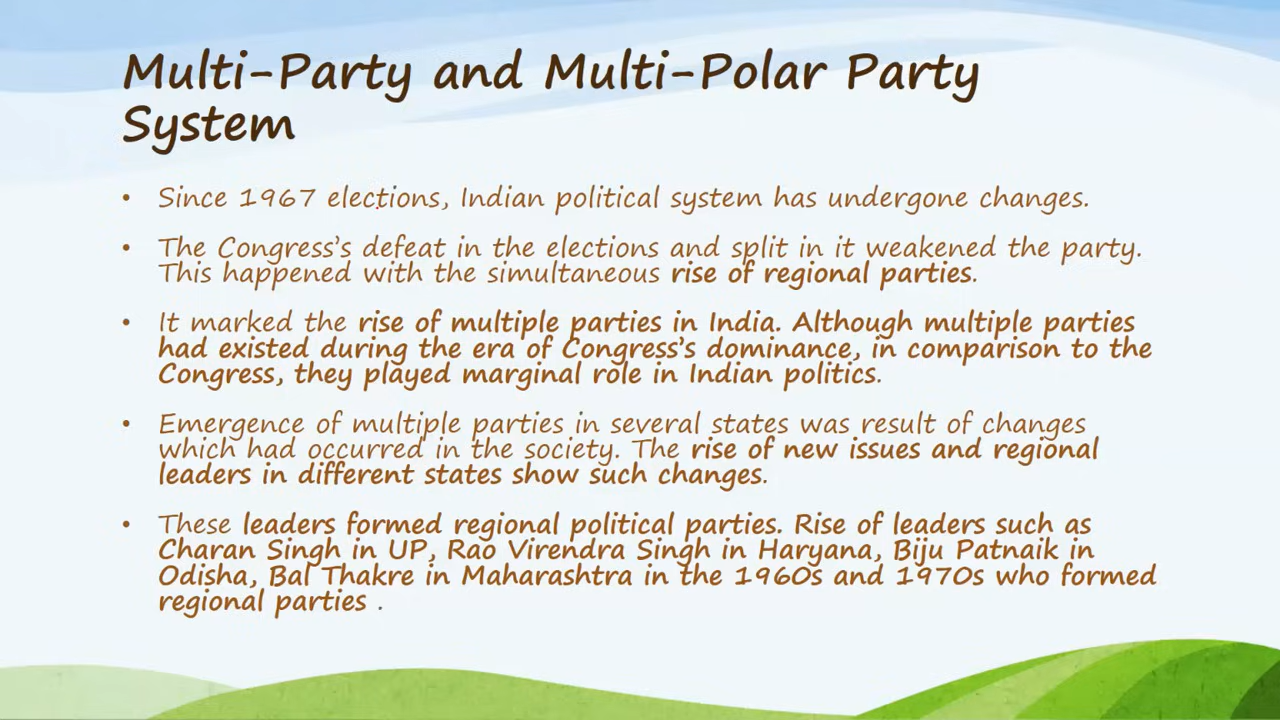 Multi-Party and Multi-Polar Party
System
• Since 1967 elections, Indian political system has undergone changes.
• The Congress's defeat in the elections and split in it weakened the party.
This happened with the simultaneous rise of regional parties.
• It marked the rise of multiple parties in India. Although multiple parties
had existed during the era of Congress's dominance, in comparison to the
Congress, they played marginal role in Indian politics.
• Emergence of multiple parties in several states was result of changes
which had occurred in the society. The rise of new issues and regional
leaders in different states show such changes.
• These leaders formed regional political parties. Rise of leaders such as
Charan Singh in UP, Rao Virendra Singh in Haryana, Biju Patnaik in
Odisha, Bal Thakre in Maharashtra in the 1960s and 1970s who formed
regional parties .